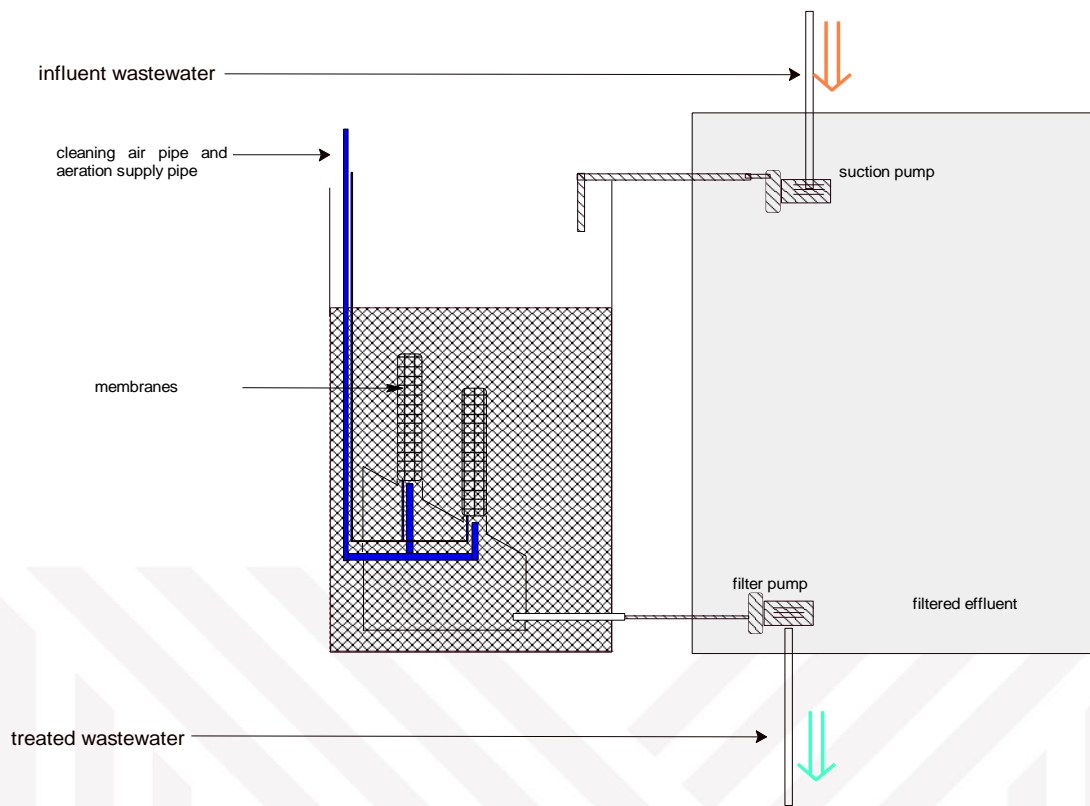 influent wastewater
cleaning air pipe and
aeration supply pipe
suction pump
membranes
filter pump
filtered effluent
treated wastewater